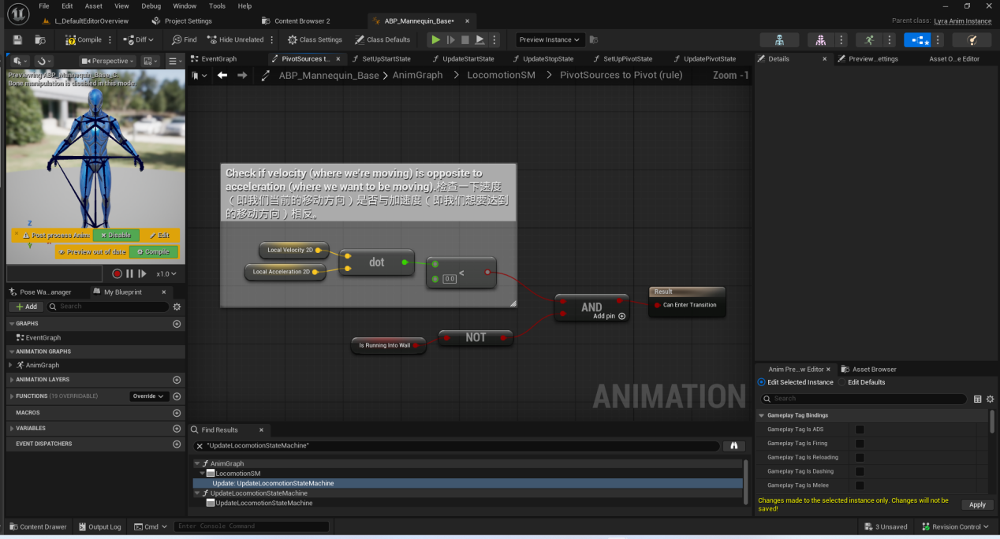 File Edit Asset View Debug Window Tools Help
L_DefaultEditorOverview Project Settings Content Browser 2 ABP_Mannequin_Base*
Parent class: Lyra Anim Instance
Compile Diff Find Hide Unrelated Class Settings Class Defaults Preview Instance
EventGraph PivotSources t... SetUpStartState UpdateStartState UpdateStopState SetUpPivotState UpdatePivotState
Details Preview...ettings Asset O...e Editor
Perspective
Previewing ABP_Mannequin_Base_C.
Bone manipulation is disabled in this mode.
ABP_Mannequin_Base > AnimGraph > LocomotionSM > PivotSources to Pivot (rule) Zoom -1
Check if velocity (where we're moving) is opposite to
acceleration (where we want to be moving).检查一下速度
（即我们当前的移动方向）是否与加速度（即我们想要达到
的移动方向）相反。
Z
Y
Post process Anim: Disable Edit
Preview out of date Compile
x1.0
Local Velocity 2D
Local Acceleration 2D
dot
0.0
<
AND
Add pin
Result
Can Enter Transition
Is Running Into Wall
NOT
ANIMATION
Pose Wa...anager My Blueprint
Add Search
GRAPHS
EventGraph
ANIMATION GRAPHS
AnimGraph
ANIMATION LAYERS
FUNCTIONS (19 OVERRIDABLE) Override
MACROS
VARIABLES
EVENT DISPATCHERS
Find Results
"UpdateLocomotionStateMachine"
AnimGraph
LocomotionSM
Update: UpdateLocomotionStateMachine
UpdateLocomotionStateMachine
UpdateLocomotionStateMachine
Anim Pre...w Editor Asset Browser
Edit Selected Instance Edit Defaults
Search
Gameplay Tag Bindings
Gameplay Tag Is ADS
Gameplay Tag Is Firing
Gameplay Tag Is Reloading
Gameplay Tag Is Dashing
Gameplay Tag Is Melee
Changes made to the selected instance only. Changes will not be
saved!
Apply
Content Drawer Output Log Cmd Enter Console Command 3 Unsaved Revision Control